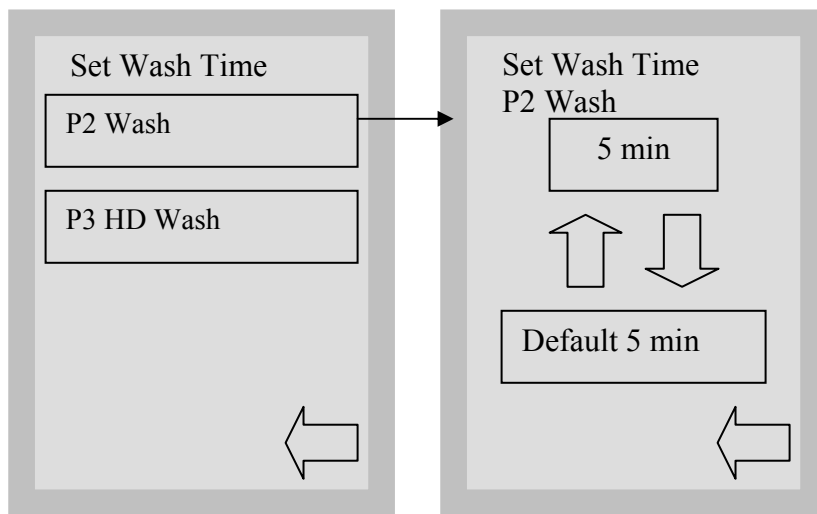 Set Wash Time
P2 Wash
P3 HD Wash
Set Wash Time
P2 Wash
5 min
Default 5 min